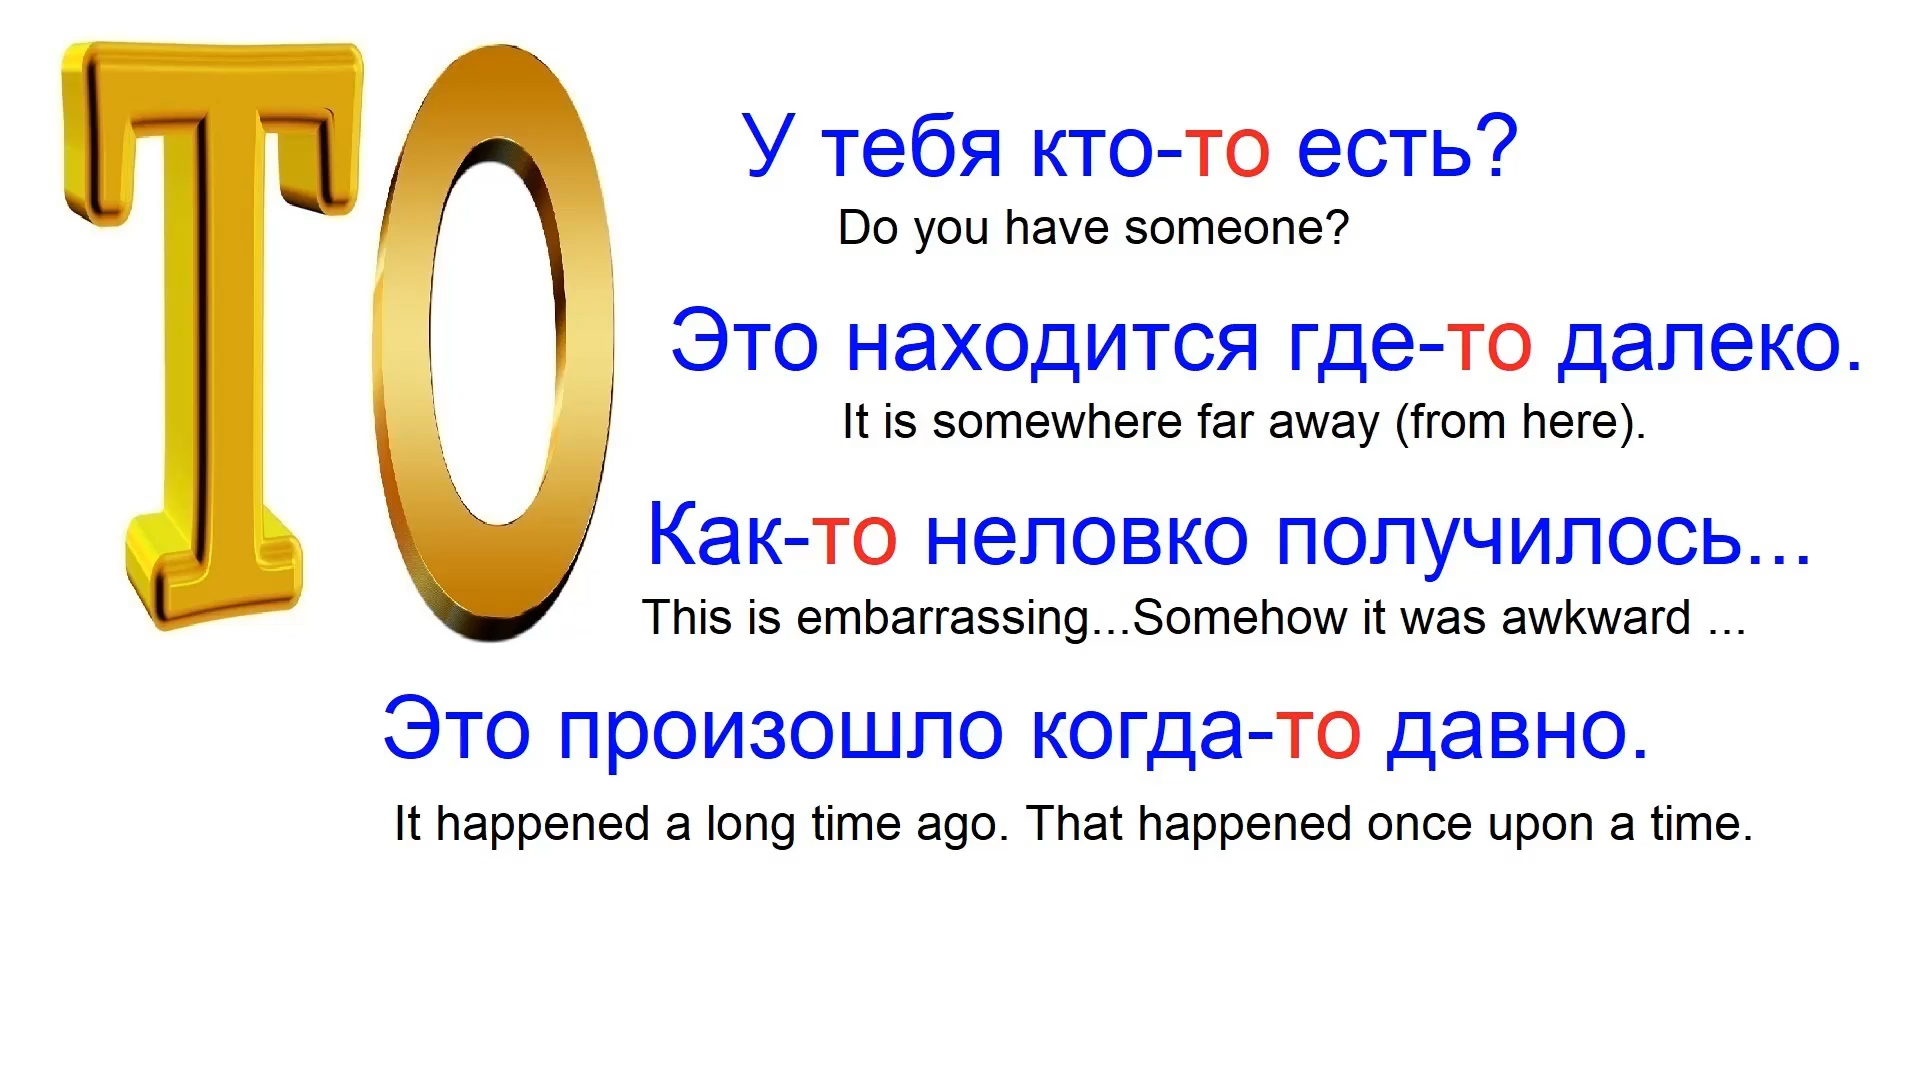 ТО
У тебя кто-то есть?
Do you have someone?
Это находится где-то далеко.
It is somewhere far away (from here).
Как-то неловко получилось...
This is embarrassing...Somehow it was awkward ...
Это произошло когда-то давно.
It happened a long time ago. That happened once upon a time.